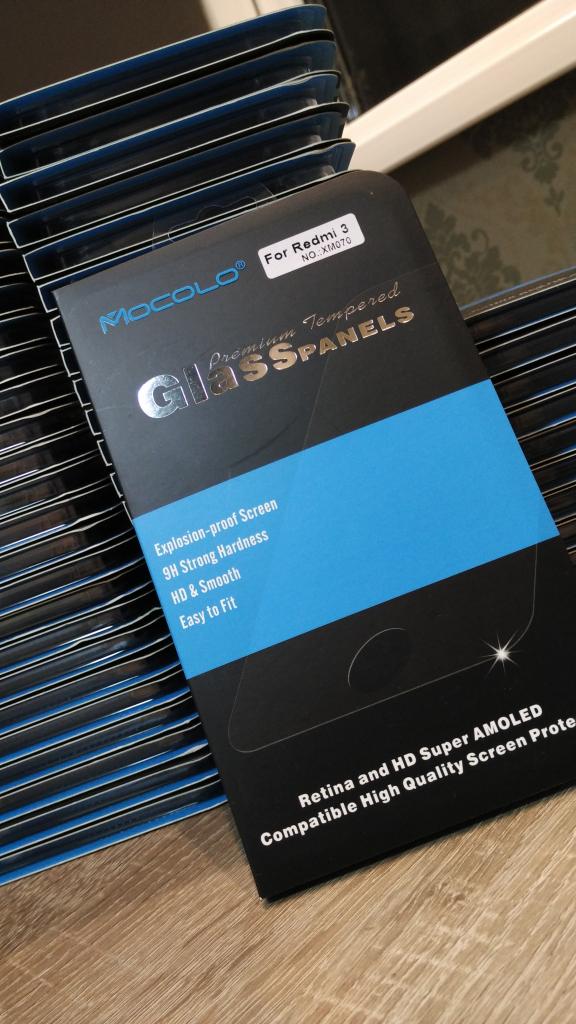 For Redmi 3
NO.:XM070
MOCOLO®
Premium Tempered
GlaSS PANELS
Explosion-proof Screen
9H Strong Hardness
HD & Smooth
Easy to Fit
Retina and HD Super AMOLED
Compatible High Quality Screen Prote